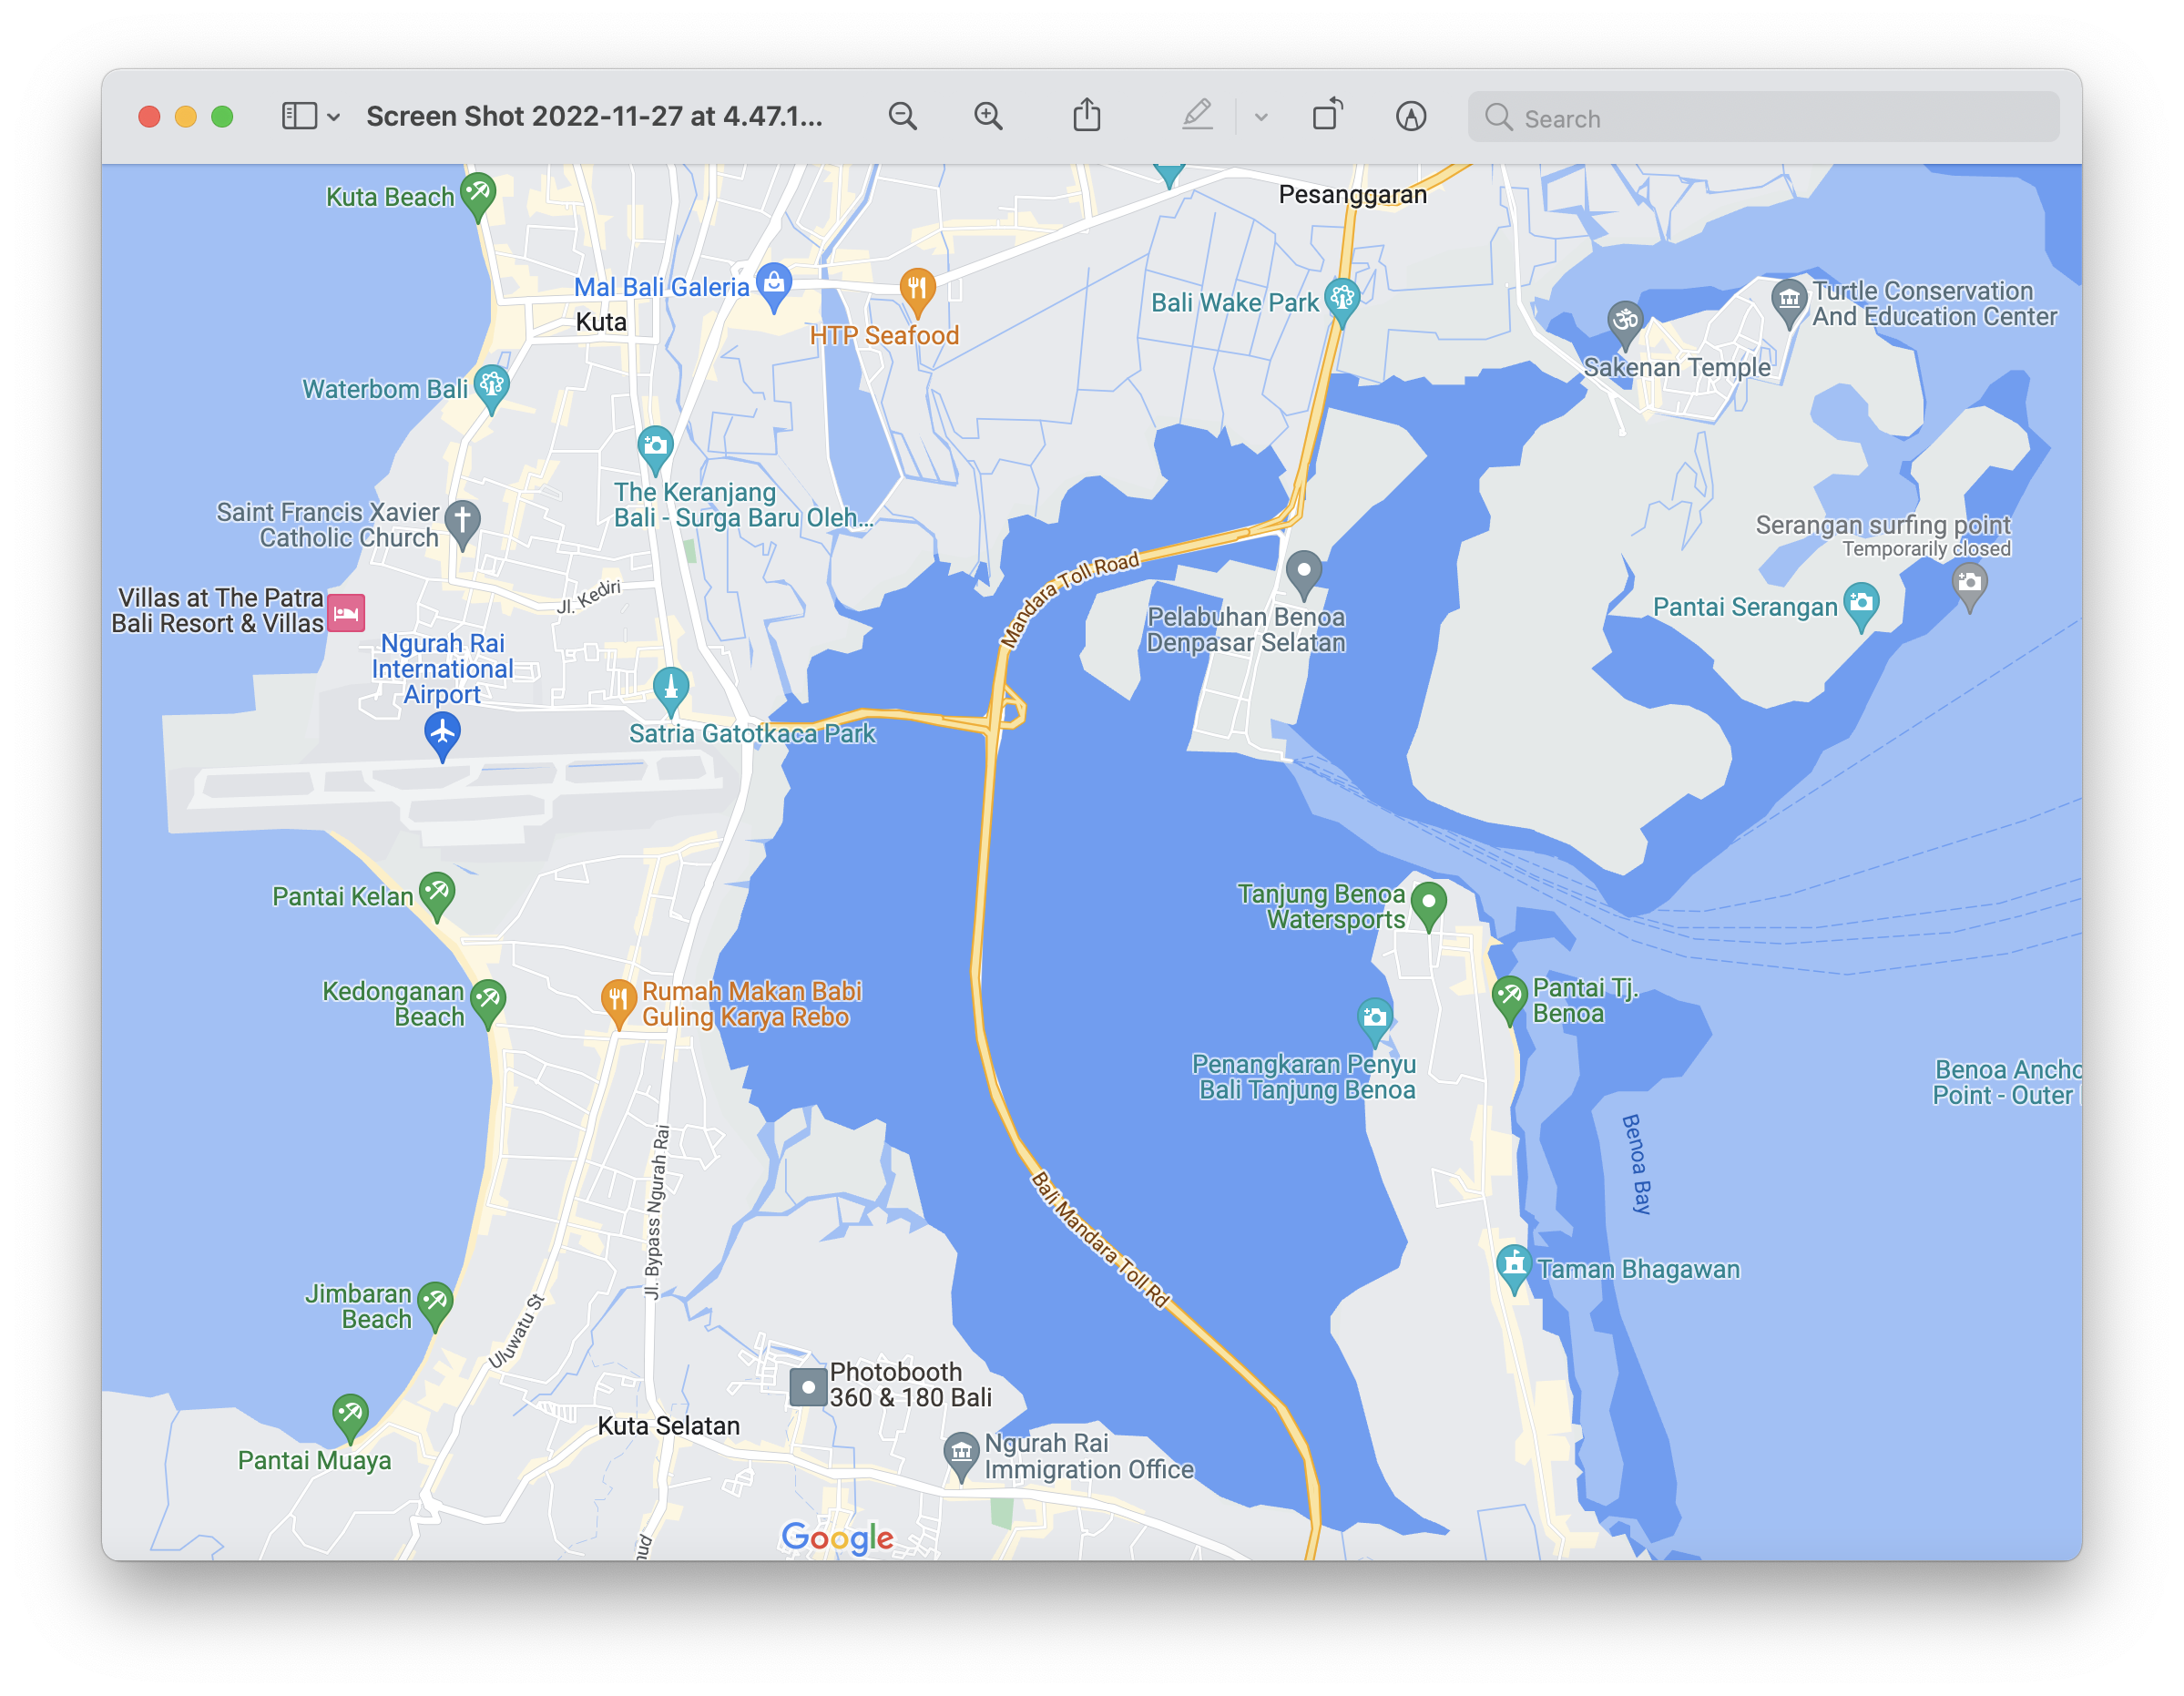 Screen Shot 2022-11-27 at 4.47.1...
Search
Kuta Beach
Pesanggaran
Mal Bali Galeria
Kuta
HTP Seafood
Bali Wake Park
Turtle Conservation
And Education Center
Sakenan Temple
Waterbom Bali
The Keranjang
Bali - Surga Baru Oleh...
Saint Francis Xavier
Catholic Church
Serangan surfing point
Temporarily closed
Mandara Toll Road
Jl. Kediri
Villas at The Patra
Bali Resort & Villas
Pelabuhan Benoa
Denpasar Selatan
Pantai Serangan
Ngurah Rai
International
Airport
Satria Gatotkaca Park
Pantai Kelan
Tanjung Benoa
Watersports
Kedonganan
Beach
Rumah Makan Babi
Guling Karya Rebo
Pantai Tj.
Benoa
Penangkaran Penyu
Bali Tanjung Benoa
Benoa Ancho
Point - Outer
Benoa Bay
Jl. Bypass Ngurah Rai
Bali Mandara Toll Rd
Taman Bhagawan
Jimbaran
Beach
Uluwatu St
Photobooth
360 & 180 Bali
Kuta Selatan
Pantai Muaya
Ngurah Rai
Immigration Office
Google